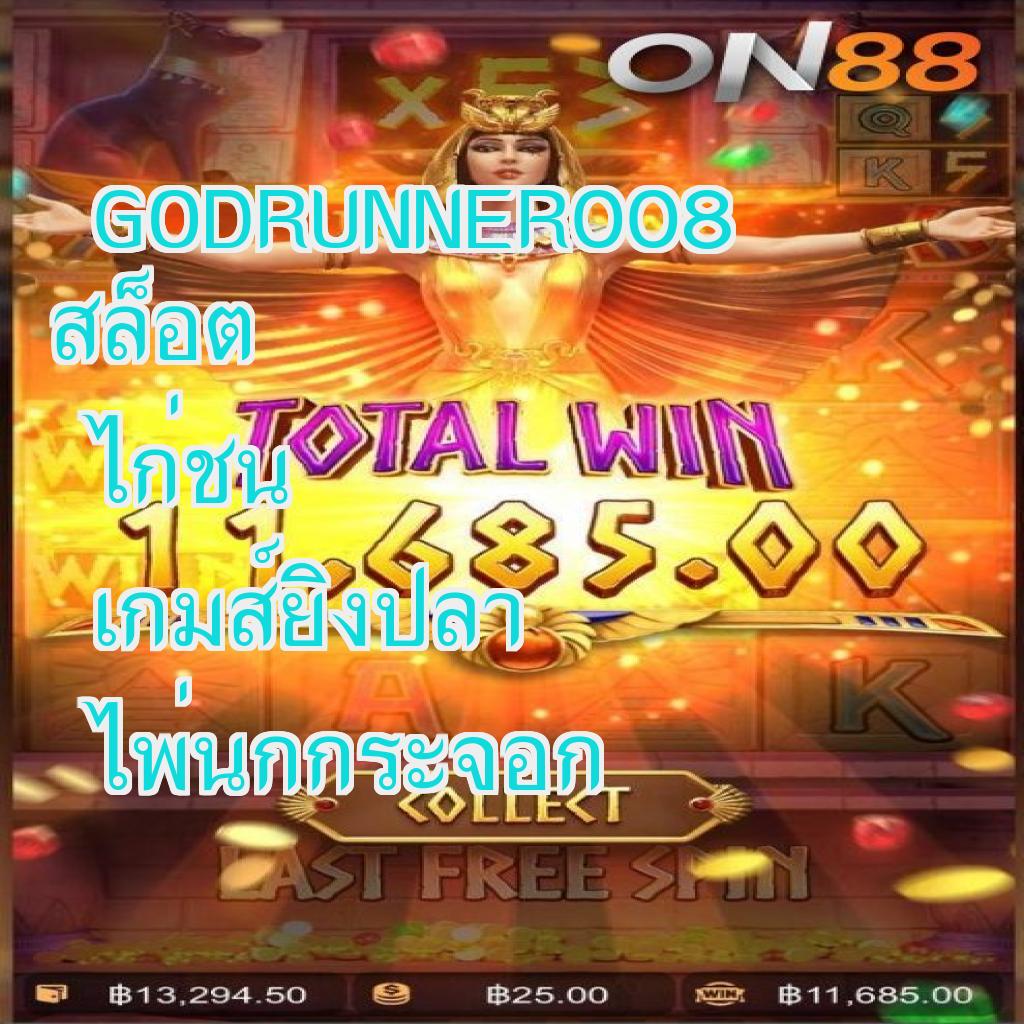 ON88
x53
Q
K 5
GODRUNNER008
สล็อต
TOTAL WIN
ไก่ชน
11,685.00
เกมส์ยิงปลา
A K
ไพ่นกกระจอก
COLLECT
LAST FREE SPIN
฿13,294.50 ฿25.00 WIN ฿11,685.00